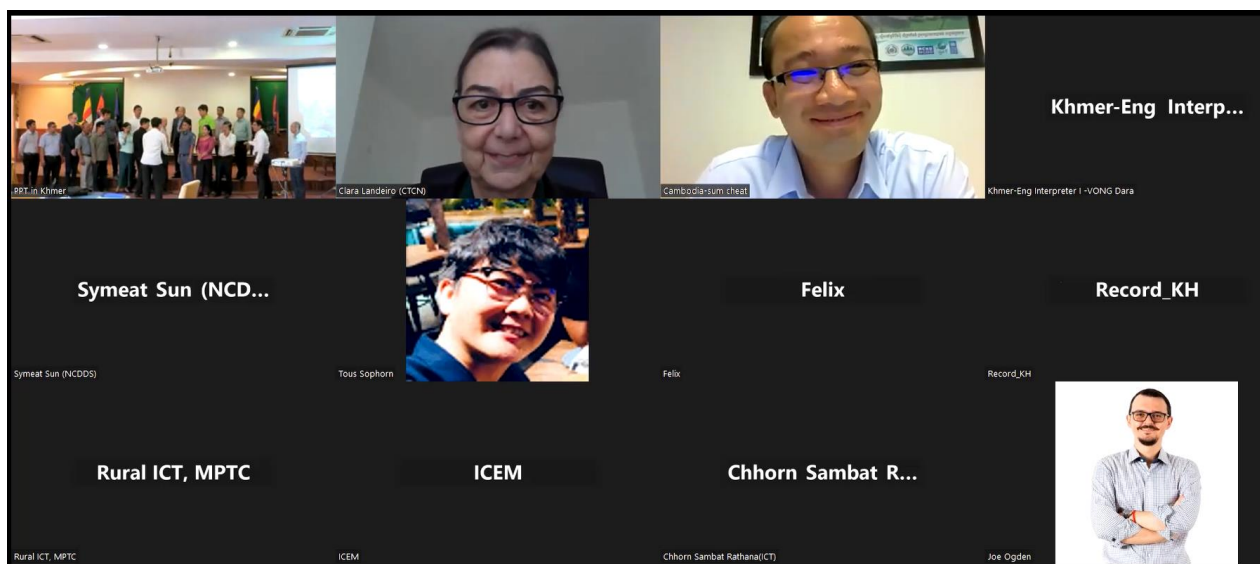 PPT in Khmer
Clara Landeiro (CTCN)
Cambodia-sum cheat
Khmer-Eng Interp...
Khmer-Eng Interpreter I -VONG Dara
Symeat Sun (NCD...
Symeat Sun (NCDDS)
Tous Sophorn
Felix
Felix
Record_KH
Record_KH
Rural ICT, MPTC
Rural ICT, MPTC
ICEM
ICEM
Chhorn Sambat R...
Chhorn Sambat Rathana(ICT)
Joe Ogden